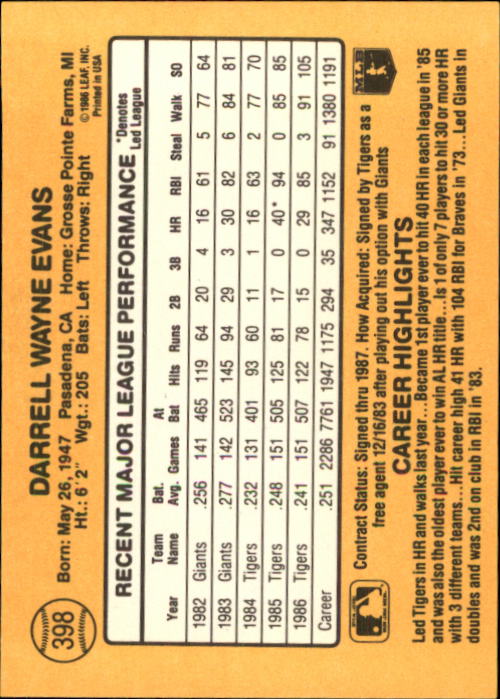 398
DARRELL WAYNE EVANS
Born: May 26, 1947 Pasadena, CA Home: Grosse Pointe Farms, MI
Ht.: 6' 2" Wgt.: 205 Bats: Left Throws: Right
©1986 LEAF, INC.
Printed in USA
RECENT MAJOR LEAGUE PERFORMANCE *Denotes Led League
Year Team Name Bat. Avg. Games At Bat Hits Runs 2B 3B HR RBI Steal Walk SO
1982 Giants .256 141 465 119 64 20 4 16 61 5 77 64
1983 Giants .277 142 523 145 94 29 3 30 82 6 84 81
1984 Tigers .232 131 401 93 60 11 1 16 63 2 77 70
1985 Tigers .248 151 505 125 81 17 0 40* 94 0 85 85
1986 Tigers .241 151 507 122 78 15 0 29 85 3 91 105
Career .251 2286 7761 1947 1175 294 35 347 1152 91 1380 1191
Contract Status: Signed thru 1987. How Acquired: Signed by Tigers as a
free agent 12/16/83 after playing out his option with Giants
MLB
CAREER HIGHLIGHTS
Led Tigers in HR and walks last year...Became 1st player ever to hit 40 HR in each league in '85
and was also the oldest player ever to win AL HR title...Is 1 of only 7 players to hit 30 or more HR
with 3 different teams...Hit career high 41 HR with 104 RBI for Braves in '73...Led Giants in
doubles and was 2nd on club in RBI in '83.